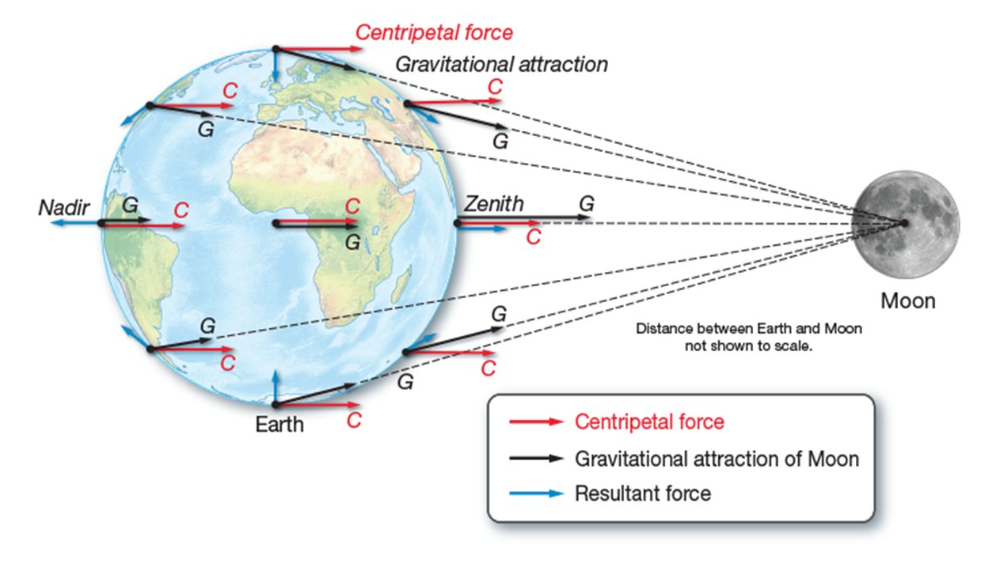 Centripetal force
Gravitational attraction
C
C
G
G
Nadir
G
C
C
G
Zenith
G
C
Moon
Distance between Earth and Moon
not shown to scale.
G
C
G
C
G
Earth
C
Centripetal force
Gravitational attraction of Moon
Resultant force